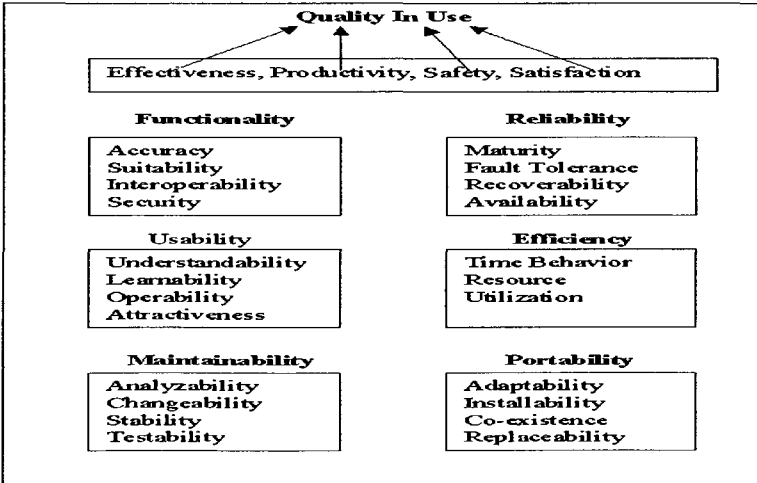 Quality In Use
Effectiveness, Productivity, Safety, Satisfaction
Functionality
Accuracy
Suitability
Interoperability
Security
Reliability
Maturity
Fault Tolerance
Recoverability
Availability
Usability
Understandability
Learnability
Operability
Attractiveness
Efficiency
Time Behavior
Resource
Utilization
Maintainability
Analyzability
Changeability
Stability
Testability
Portability
Adaptability
Installability
Co-existence
Replaceability